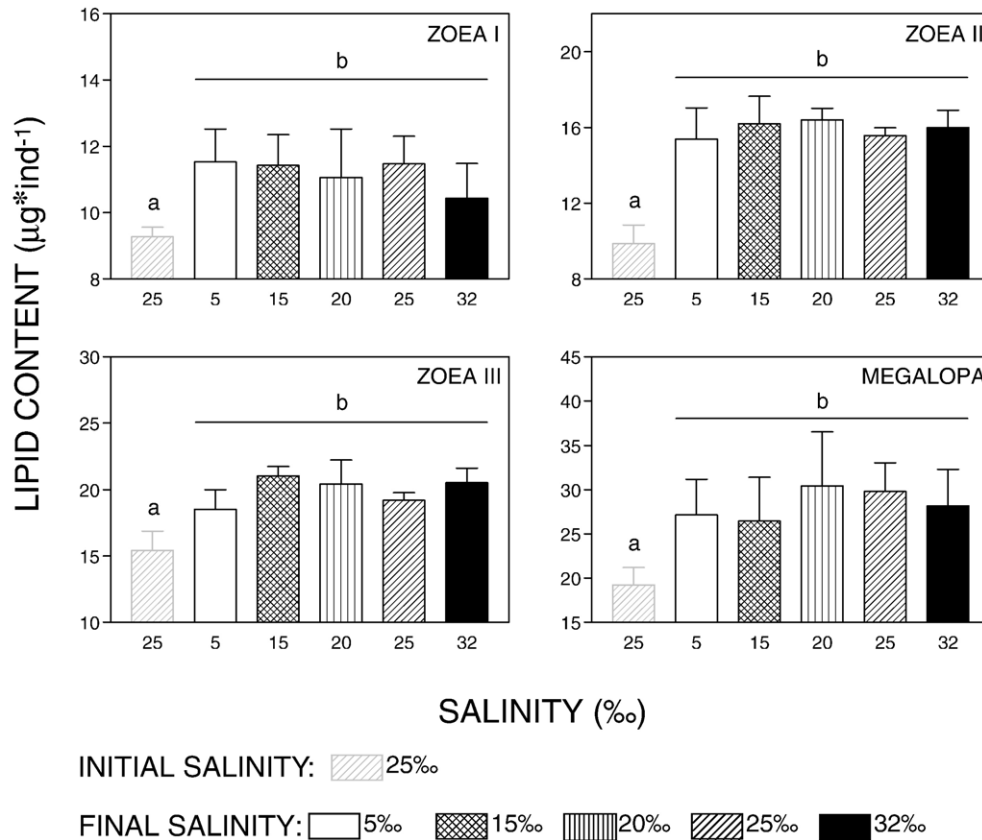 LIPID CONTENT (µg*ind-1)
16
14
12
10
8
ZOEA I
a
b
25 5 15 20 25 32
20
16
12
8
ZOEA II
a
b
25 5 15 20 25 32
30
25
20
15
10
ZOEA III
a
b
25 5 15 20 25 32
45
40
35
30
25
20
15
MEGALOPA
a
b
25 5 15 20 25 32
SALINITY (‰)
INITIAL SALINITY: 25‰
FINAL SALINITY: 5‰ 15‰ 20‰ 25‰ 32‰